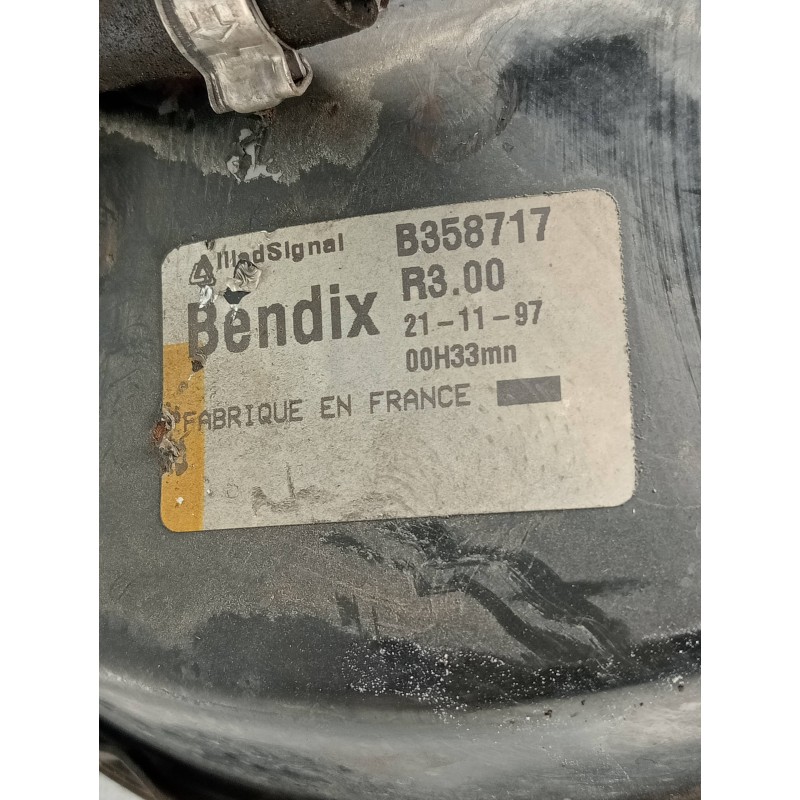 AlliedSignal B358717
Bendix R3.00
21-11-97
00H33mn
FABRIQUE EN FRANCE